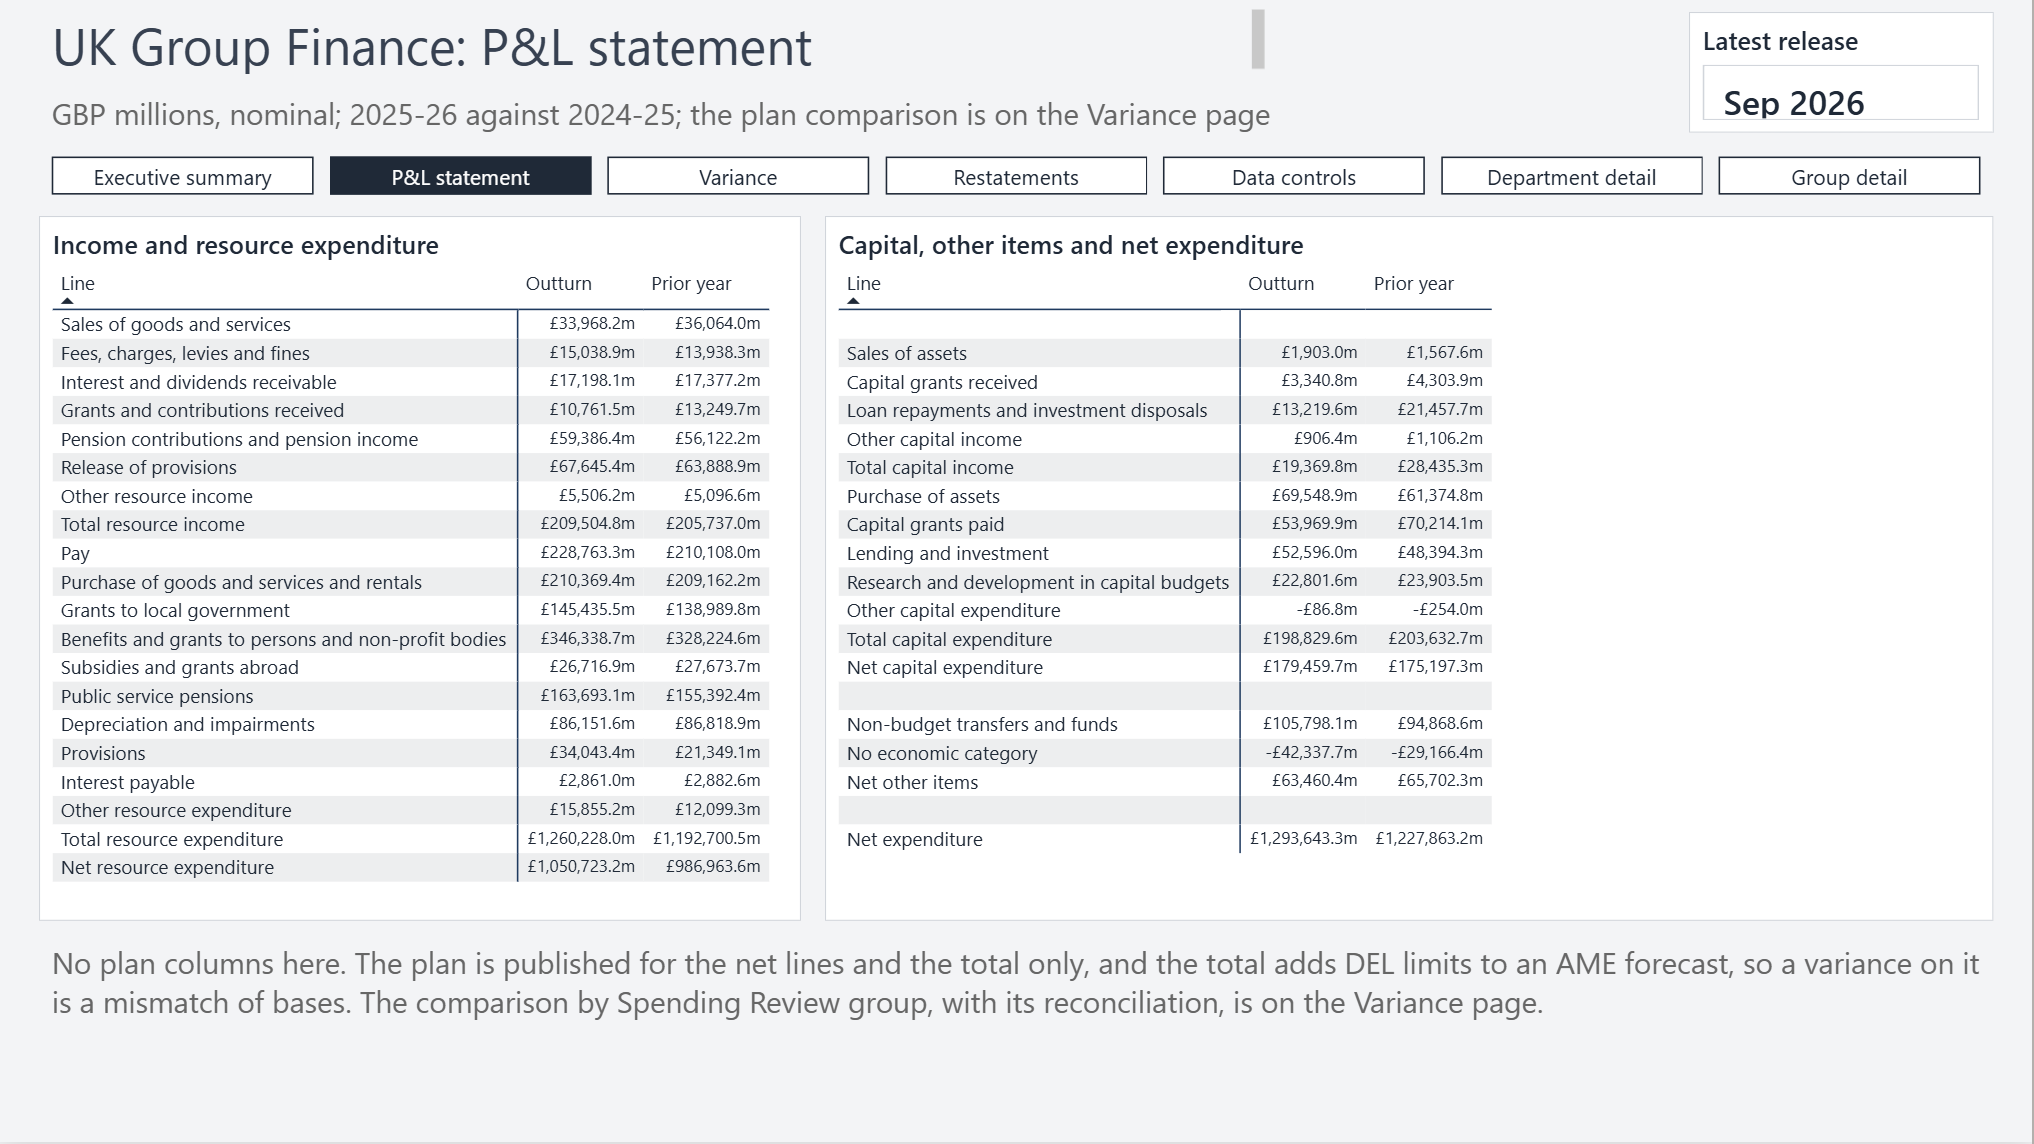 UK Group Finance: P&L statement
GBP millions, nominal; 2025-26 against 2024-25; the plan comparison is on the Variance page
Latest release
Sep 2026
Executive summary P&L statement Variance Restatements Data controls Department detail Group detail
Income and resource expenditure
Line Outturn Prior year
Sales of goods and services £33,968.2m £36,064.0m
Fees, charges, levies and fines £15,038.9m £13,938.3m
Interest and dividends receivable £17,198.1m £17,377.2m
Grants and contributions received £10,761.5m £13,249.7m
Pension contributions and pension income £59,386.4m £56,122.2m
Release of provisions £67,645.4m £63,888.9m
Other resource income £5,506.2m £5,096.6m
Total resource income £209,504.8m £205,737.0m
Pay £228,763.3m £210,108.0m
Purchase of goods and services and rentals £210,369.4m £209,162.2m
Grants to local government £145,435.5m £138,989.8m
Benefits and grants to persons and non-profit bodies £346,338.7m £328,224.6m
Subsidies and grants abroad £26,716.9m £27,673.7m
Public service pensions £163,693.1m £155,392.4m
Depreciation and impairments £86,151.6m £86,818.9m
Provisions £34,043.4m £21,349.1m
Interest payable £2,861.0m £2,882.6m
Other resource expenditure £15,855.2m £12,099.3m
Total resource expenditure £1,260,228.0m £1,192,700.5m
Net resource expenditure £1,050,723.2m £986,963.6m
Capital, other items and net expenditure
Line Outturn Prior year
Sales of assets £1,903.0m £1,567.6m
Capital grants received £3,340.8m £4,303.9m
Loan repayments and investment disposals £13,219.6m £21,457.7m
Other capital income £906.4m £1,106.2m
Total capital income £19,369.8m £28,435.3m
Purchase of assets £69,548.9m £61,374.8m
Capital grants paid £53,969.9m £70,214.1m
Lending and investment £52,596.0m £48,394.3m
Research and development in capital budgets £22,801.6m £23,903.5m
Other capital expenditure -£86.8m -£254.0m
Total capital expenditure £198,829.6m £203,632.7m
Net capital expenditure £179,459.7m £175,197.3m
Non-budget transfers and funds £105,798.1m £94,868.6m
No economic category -£42,337.7m -£29,166.4m
Net other items £63,460.4m £65,702.3m
Net expenditure £1,293,643.3m £1,227,863.2m
No plan columns here. The plan is published for the net lines and the total only, and the total adds DEL limits to an AME forecast, so a variance on it
is a mismatch of bases. The comparison by Spending Review group, with its reconciliation, is on the Variance page.